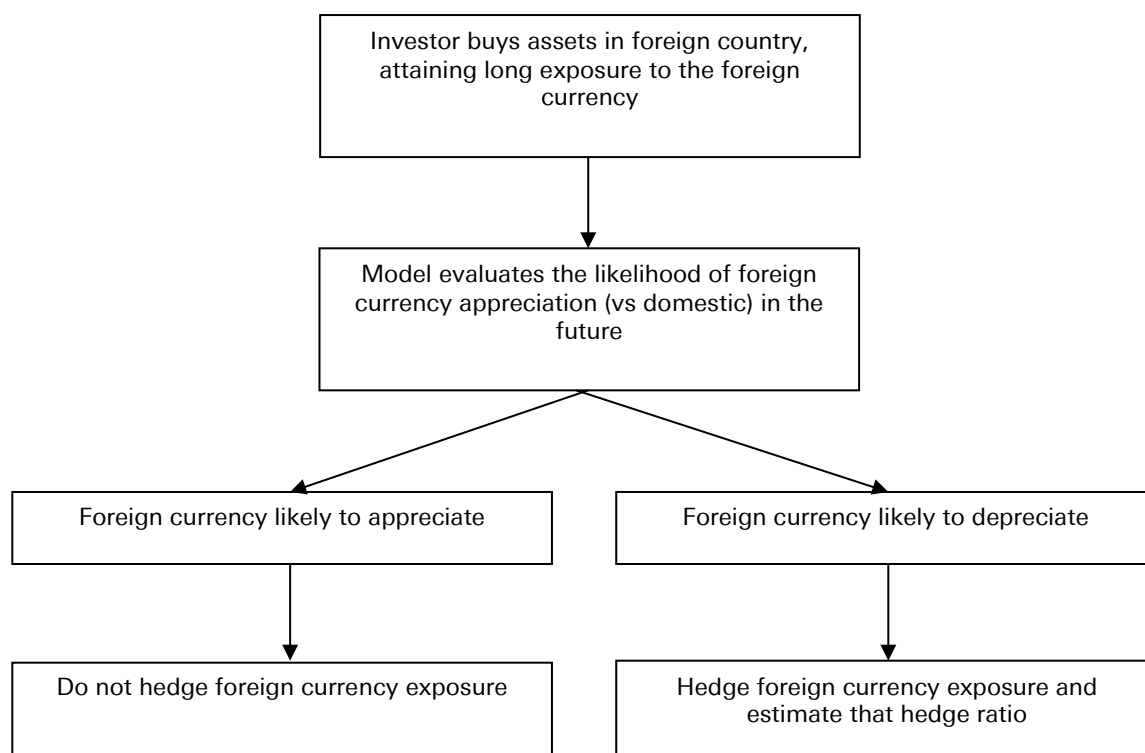 Investor buys assets in foreign country,
attaining long exposure to the foreign
currency
Model evaluates the likelihood of foreign
currency appreciation (vs domestic) in the
future
Foreign currency likely to appreciate
Foreign currency likely to depreciate
Do not hedge foreign currency exposure
Hedge foreign currency exposure and
estimate that hedge ratio